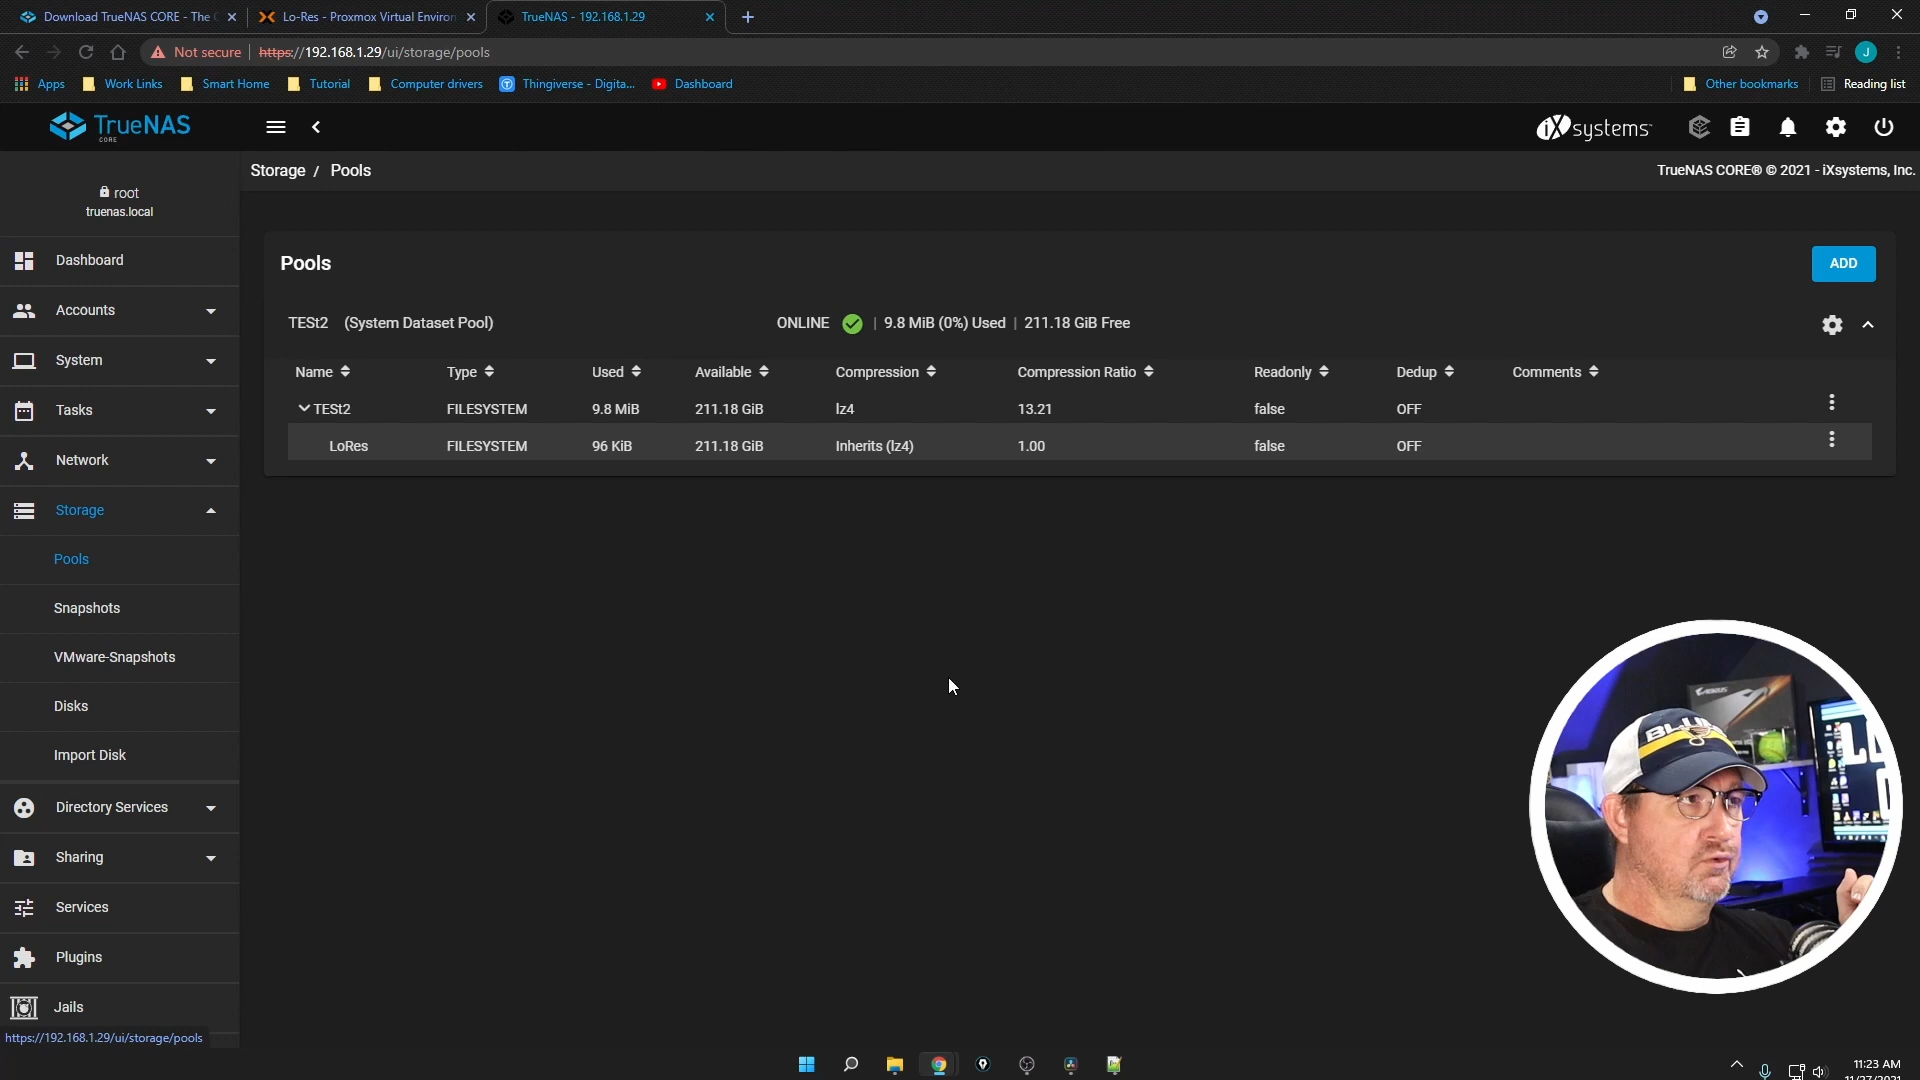 Download TrueNAS CORE - The
Lo-Res - Proxmox Virtual Environ
TrueNAS - 192.168.1.29
Not secure
https://192.168.1.29/ui/storage/pools
J
Apps
Work Links
Smart Home
Tutorial
Computer drivers
Thingiverse - Digita...
Dashboard
Other bookmarks
Reading list
TrueNAS
CORE
iXsystems
root
truenas.local
Storage / Pools
TrueNAS CORE® © 2021 - iXsystems, Inc.
Dashboard
Accounts
System
Tasks
Network
Storage
Pools
Snapshots
VMware-Snapshots
Disks
Import Disk
Directory Services
Sharing
Services
Plugins
Jails
https://192.168.1.29/ui/storage/pools
Pools
ADD
TESt2 (System Dataset Pool)
ONLINE | 9.8 MiB (0%) Used | 211.18 GiB Free
Name Type Used Available Compression Compression Ratio Readonly Dedup Comments
TESt2 FILESYSTEM 9.8 MiB 211.18 GiB lz4 13.21 false OFF
LoRes FILESYSTEM 96 KiB 211.18 GiB Inherits (lz4) 1.00 false OFF
AORUS
11:23 AM
11/27/2021